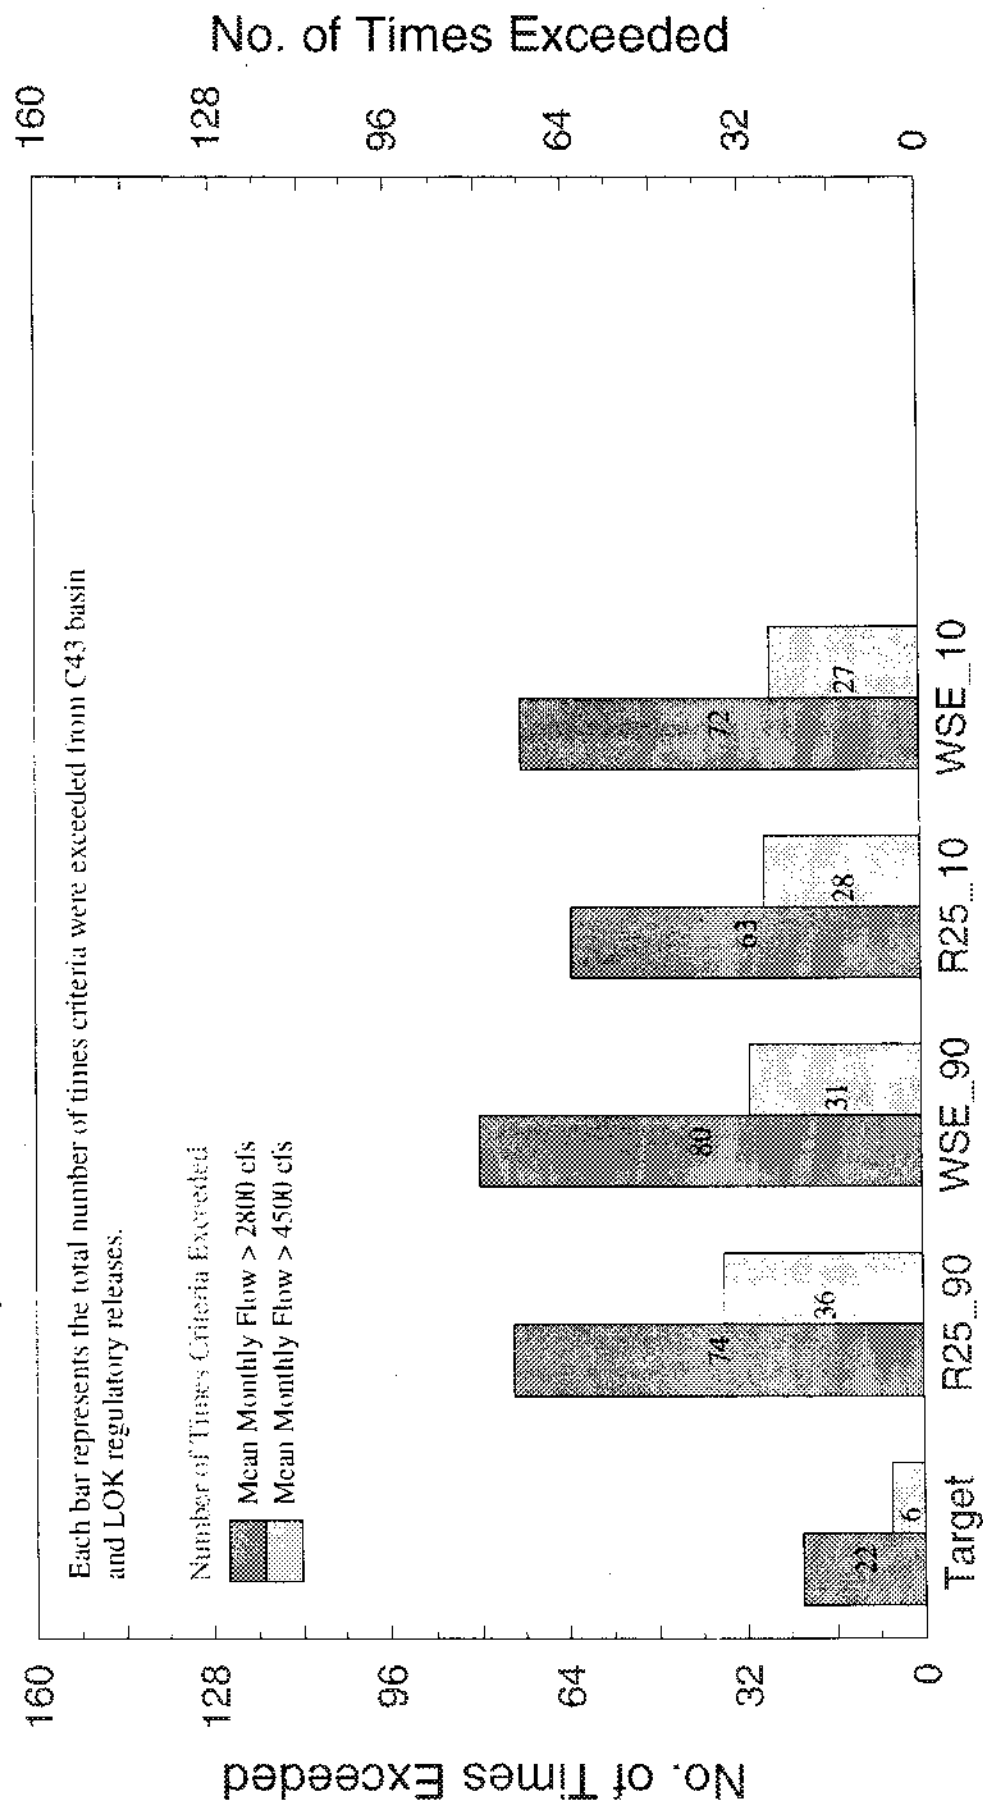 Each bar represents the total number of times criteria were exceeded from C43 basin
and LOK regulatory releases.
Number of Times Criteria Exceeded
Mean Monthly Flow > 2800 cfs
Mean Monthly Flow > 4500 cfs
No. of Times Exceeded
160
128
96
64
32
0
No. of Times Exceeded
160
128
96
64
32
0
22
6
74
36
80
31
63
28
72
27
Target
R25_90
WSE_90
R25_10
WSE_10